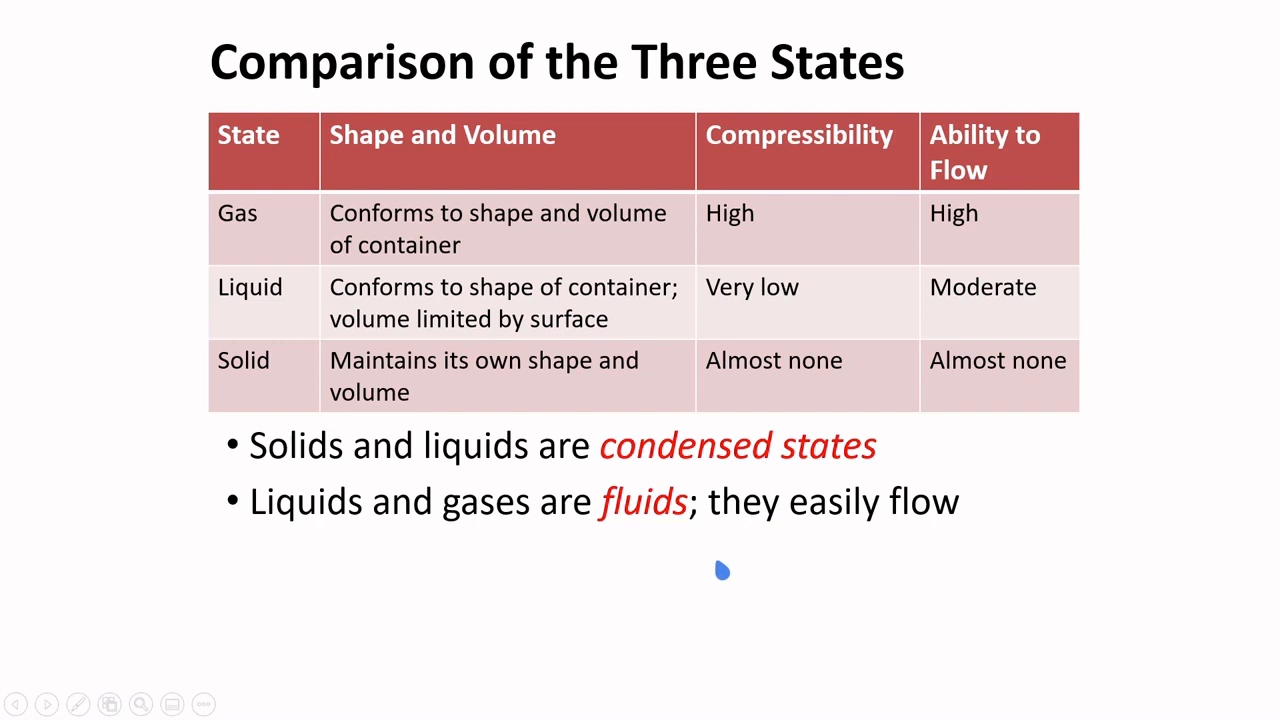 Comparison of the Three States
State Shape and Volume Compressibility Ability to
Flow
Gas Conforms to shape and volume High High
of container
Liquid Conforms to shape of container; Very low Moderate
volume limited by surface
Solid Maintains its own shape and Almost none Almost none
volume
• Solids and liquids are condensed states
• Liquids and gases are fluids; they easily flow